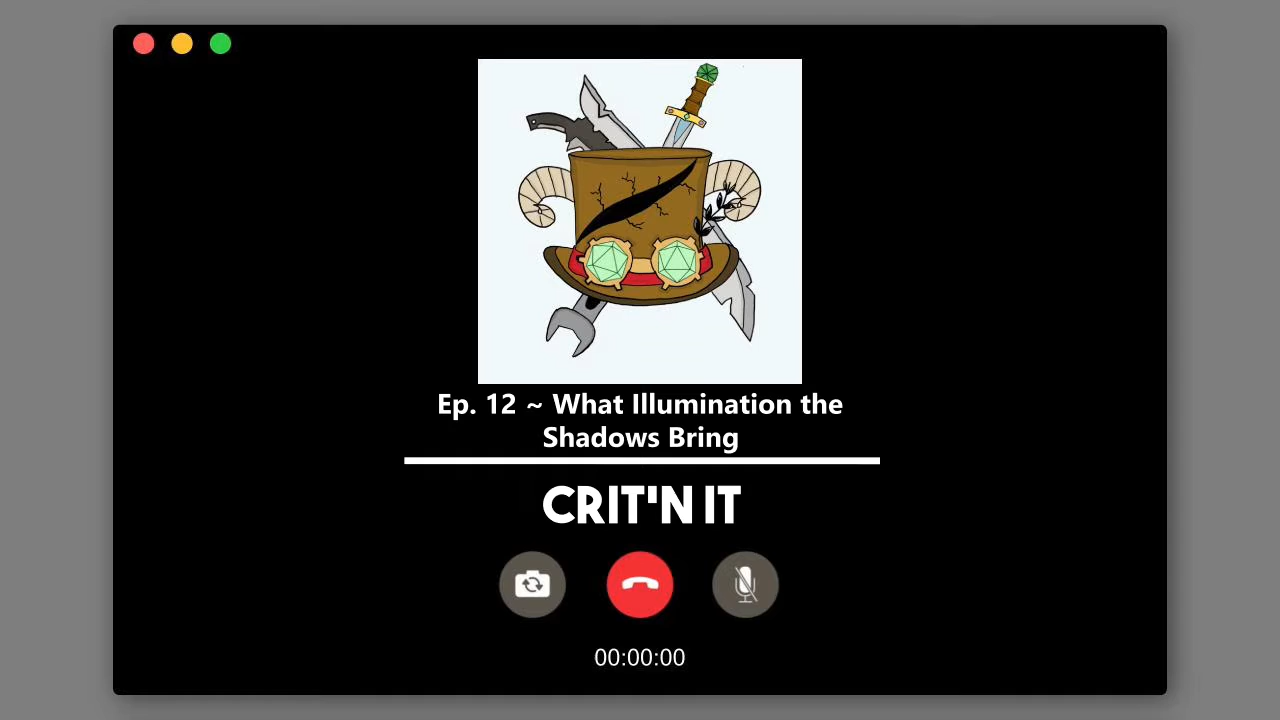 Ep. 12 ~ What Illumination the
Shadows Bring
CRIT'N IT
00:00:00